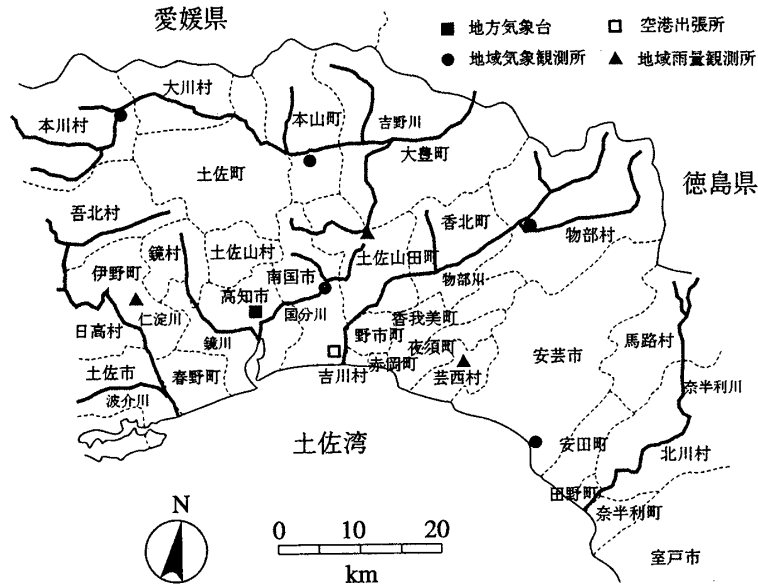 愛媛県
■ 地方気象台
□ 空港出張所
● 地域気象観測所
▲ 地域雨量観測所
大川村
本川村
本山町
吉野川
大豊町
土佐町
徳島県
吾北村
香北町
物部村
鏡村
土佐山村
土佐山田町
伊野町
南国市
物部川
高知市
仁淀川
国分川
香我美町
日高村
鏡川
野市町
夜須町
安芸市
馬路村
土佐市
春野町
吉川村
赤岡町
芸西村
奈半利川
波介川
土佐湾
安田町
北川村
田野町
奈半利町
室戸市
N
0 10 20
km